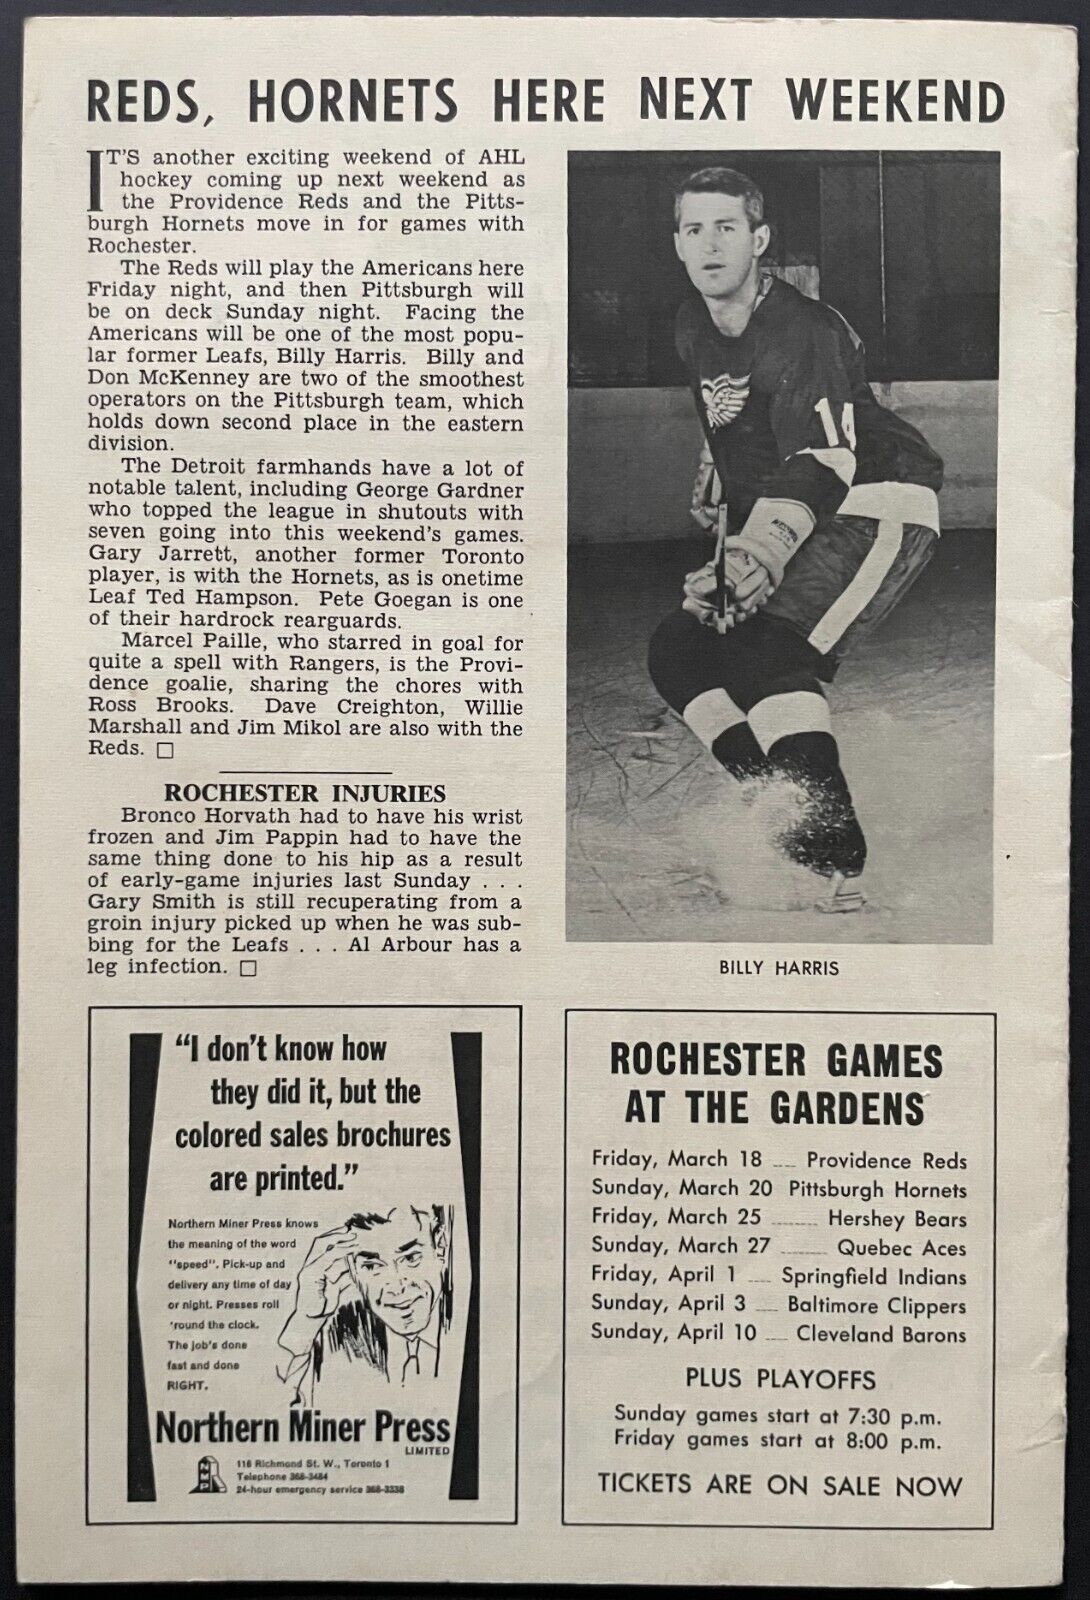 REDS, HORNETS HERE NEXT WEEKEND
IT'S another exciting weekend of AHL
hockey coming up next weekend as
the Providence Reds and the Pitts-
burgh Hornets move in for games with
Rochester.
The Reds will play the Americans here
Friday night, and then Pittsburgh will
be on deck Sunday night. Facing the
Americans will be one of the most popu-
lar former Leafs, Billy Harris. Billy and
Don McKenney are two of the smoothest
operators on the Pittsburgh team, which
holds down second place in the eastern
division.
The Detroit farmhands have a lot of
notable talent, including George Gardner
who topped the league in shutouts with
seven going into this weekend's games.
Gary Jarrett, another former Toronto
player, is with the Hornets, as is onetime
Leaf Ted Hampson. Pete Goegan is one
of their hardrock rearguards.
Marcel Paille, who starred in goal for
quite a spell with Rangers, is the Provi-
dence goalie, sharing the chores with
Ross Brooks. Dave Creighton, Willie
Marshall and Jim Mikol are also with the
Reds. □
ROCHESTER INJURIES
Bronco Horvath had to have his wrist
frozen and Jim Pappin had to have the
same thing done to his hip as a result
of early-game injuries last Sunday . . .
Gary Smith is still recuperating from a
groin injury picked up when he was sub-
bing for the Leafs . . . Al Arbour has a
leg infection. □
BILLY HARRIS
"I don't know how
they did it, but the
colored sales brochures
are printed."
Northern Miner Press knows
the meaning of the word
"speed". Pick-up and
delivery any time of day
or night. Presses roll
'round the clock.
The job's done
fast and done
RIGHT.
Northern Miner Press
LIMITED
116 Richmond St. W., Toronto 1
Telephone 368-3484
24-hour emergency service 368-3338
ROCHESTER GAMES
AT THE GARDENS
Friday, March 18 ---- Providence Reds
Sunday, March 20 Pittsburgh Hornets
Friday, March 25 ------ Hershey Bears
Sunday, March 27 ------ Quebec Aces
Friday, April 1 ---- Springfield Indians
Sunday, April 3 ---- Baltimore Clippers
Sunday, April 10 ---- Cleveland Barons
PLUS PLAYOFFS
Sunday games start at 7:30 p.m.
Friday games start at 8:00 p.m.
TICKETS ARE ON SALE NOW